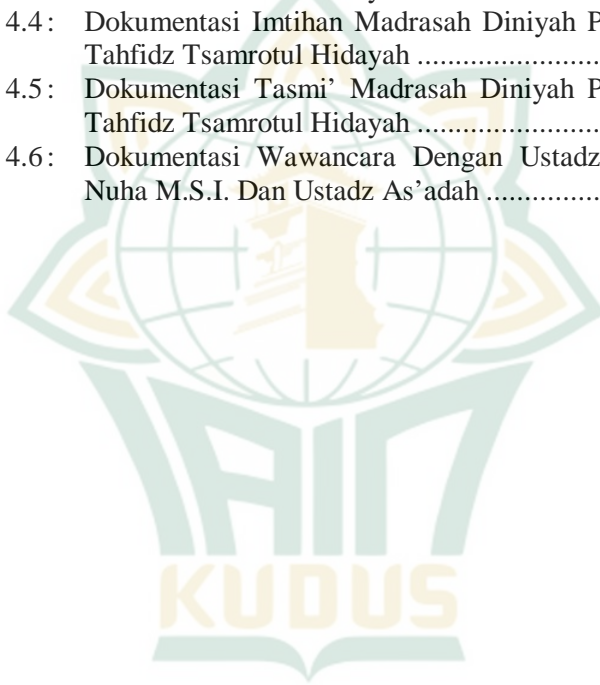 4.4 : Dokumentasi Imtihan Madrasah Diniyah P
Tahfidz Tsamrotul Hidayah ........................
4.5 : Dokumentasi Tasmi’ Madrasah Diniyah P
Tahfidz Tsamrotul Hidayah ........................
4.6 : Dokumentasi Wawancara Dengan Ustadz
Nuha M.S.I. Dan Ustadz As’adah ...............
IAIN
KUDUS